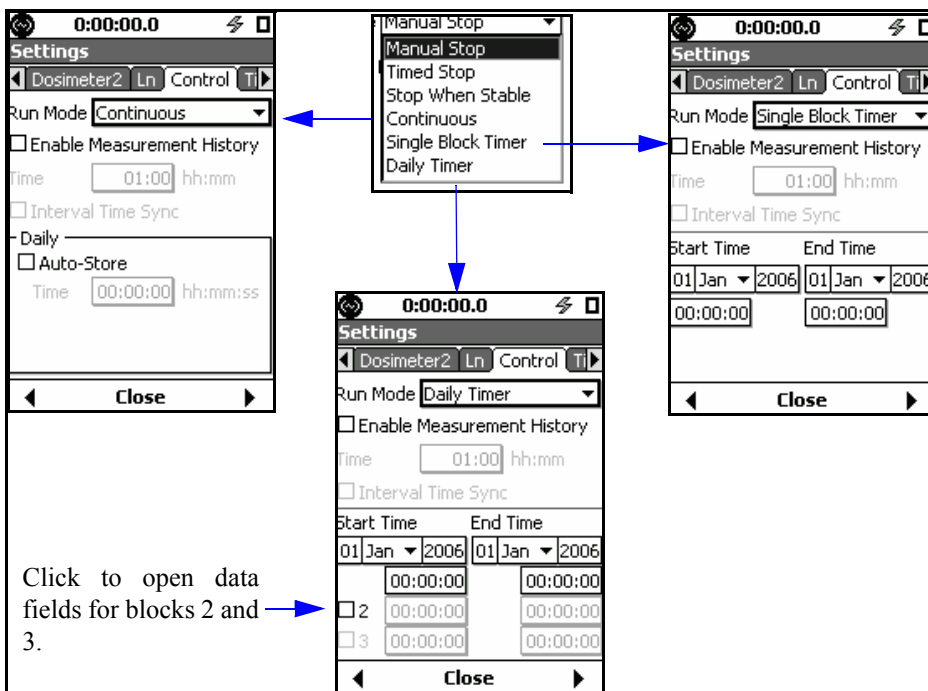 0:00:00.0
Settings
Dosimeter2 Ln Control Ti
Run Mode Continuous
Enable Measurement History
Time 01:00 hh:mm
Interval Time Sync
Daily
Auto-Store
Time 00:00:00 hh:mm:ss
Close
Manual Stop
Manual Stop
Timed Stop
Stop When Stable
Continuous
Single Block Timer
Daily Timer
0:00:00.0
Settings
Dosimeter2 Ln Control Ti
Run Mode Single Block Timer
Enable Measurement History
Time 01:00 hh:mm
Interval Time Sync
Start Time End Time
01 Jan 2006 01 Jan 2006
00:00:00 00:00:00
Close
0:00:00.0
Settings
Dosimeter2 Ln Control Ti
Run Mode Daily Timer
Enable Measurement History
Time 01:00 hh:mm
Interval Time Sync
Start Time End Time
01 Jan 2006 01 Jan 2006
00:00:00 00:00:00
2 00:00:00 00:00:00
3 00:00:00 00:00:00
Close
Click to open data
fields for blocks 2 and
3.